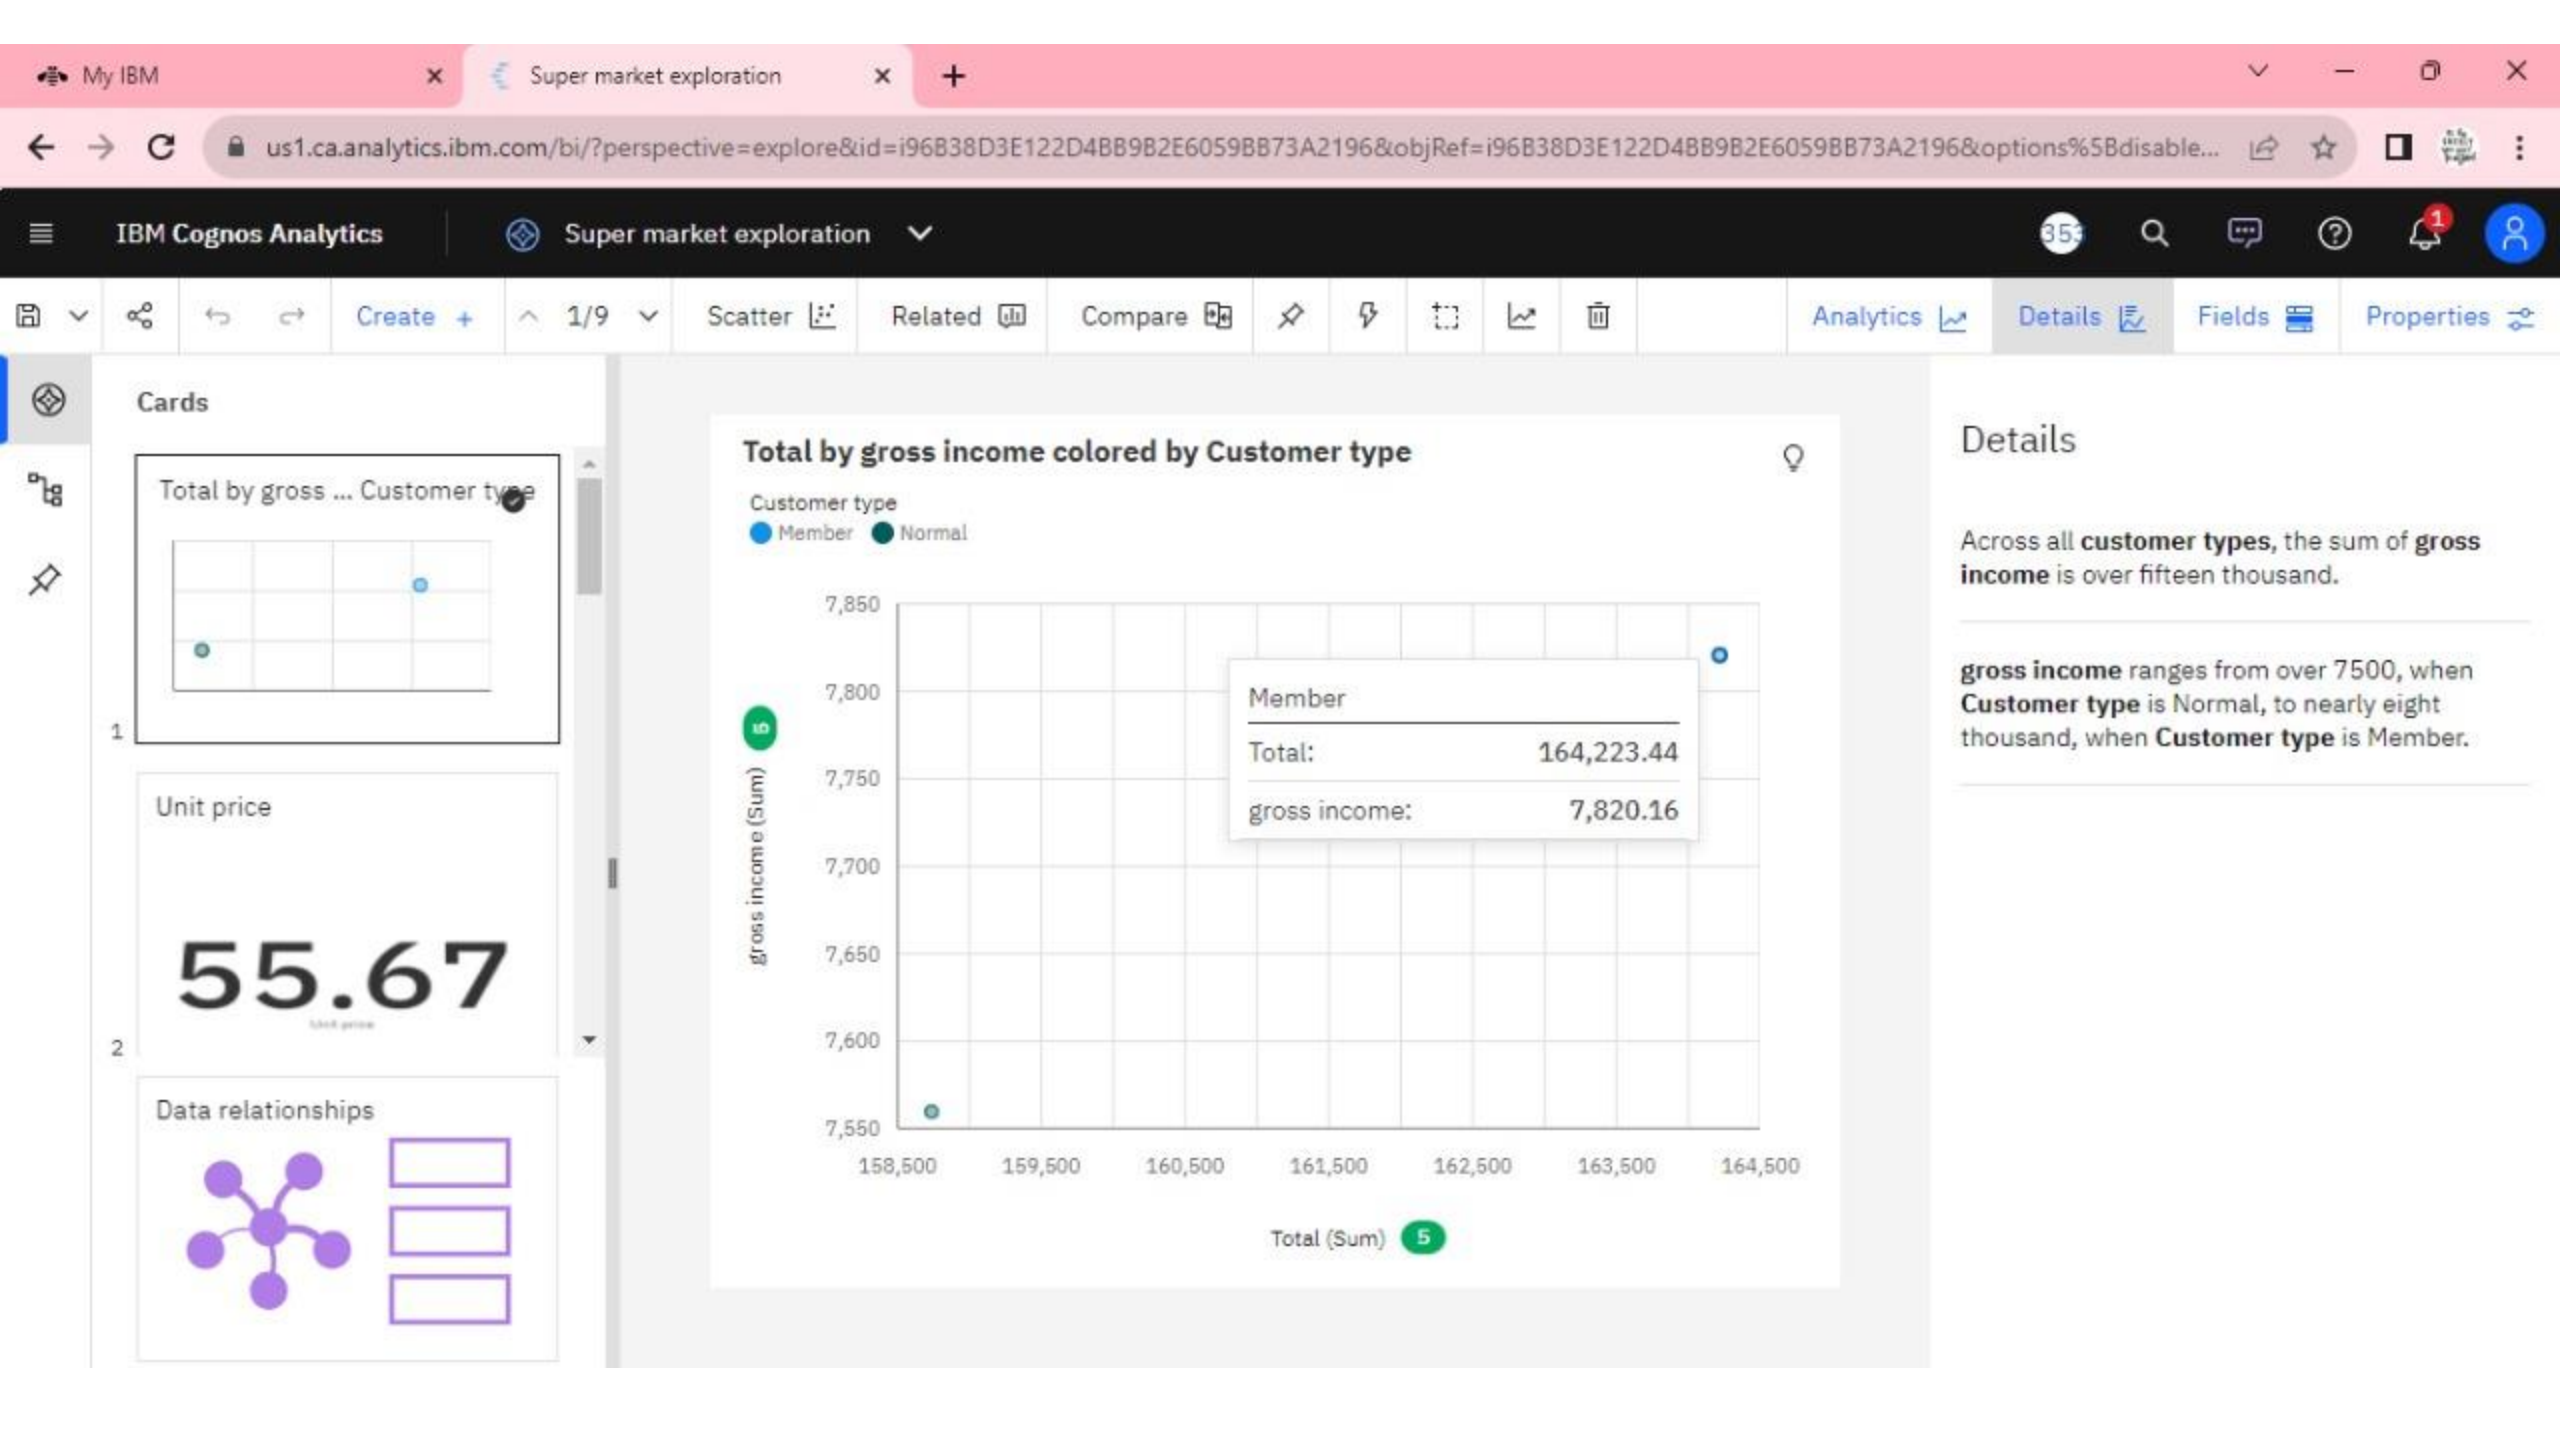 My IBM
Super market exploration
us1.ca.analytics.ibm.com/bi/?perspective=explore&id=i96B38D3E122D4BB9B2E6059BB73A2196&objRef=i96B38D3E122D4BB9B2E6059BB73A2196&options%5Bdisable...
IBM Cognos Analytics
Super market exploration
353
1
Create +
1/9
Scatter
Related
Compare
Analytics
Details
Fields
Properties
Cards
Total by gross ... Customer type
1
Unit price
55.67
Unit price
2
Data relationships
Total by gross income colored by Customer type
Customer type
Member
Normal
7,850
7,800
7,750
7,700
7,650
7,600
7,550
gross income (Sum)
5
Member
Total: 164,223.44
gross income: 7,820.16
158,500 159,500 160,500 161,500 162,500 163,500 164,500
Total (Sum) 5
Details
Across all customer types, the sum of gross
income is over fifteen thousand.
gross income ranges from over 7500, when
Customer type is Normal, to nearly eight
thousand, when Customer type is Member.